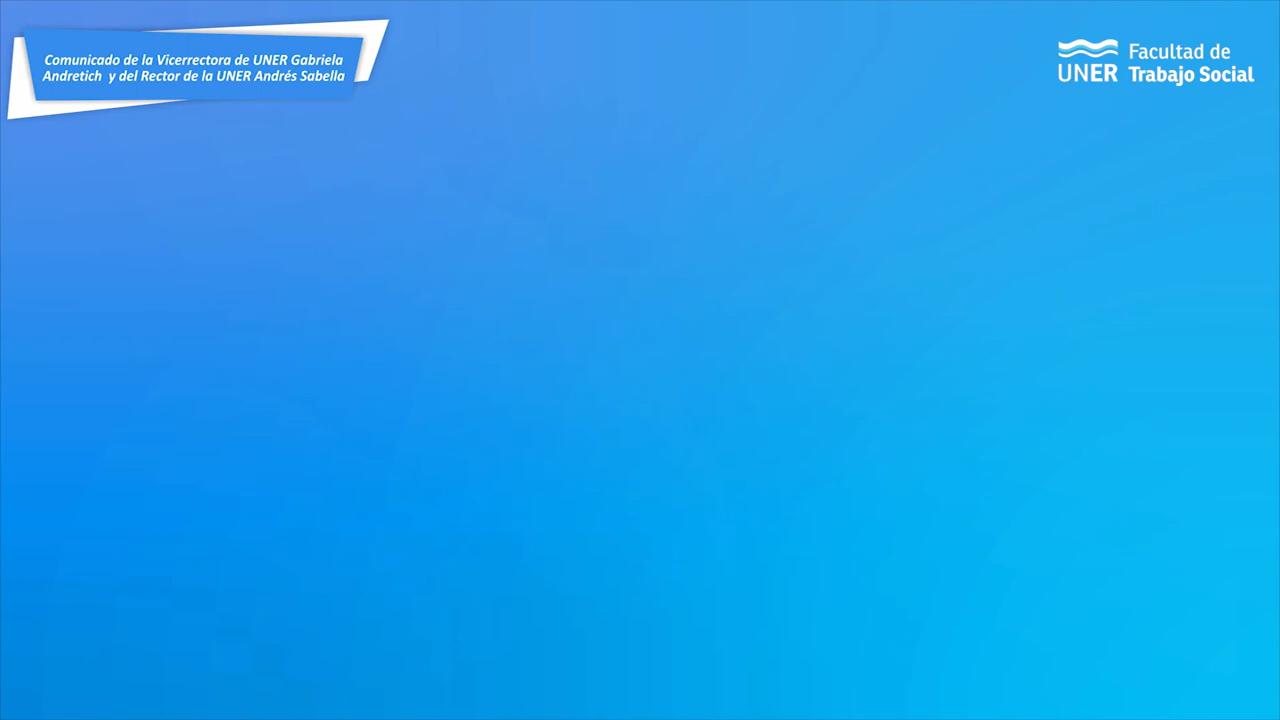 Comunicado de la Vicerrectora de UNER Gabriela
Andretich  y del Rector de la UNER Andrés Sabella
UNER
Facultad de
Trabajo Social